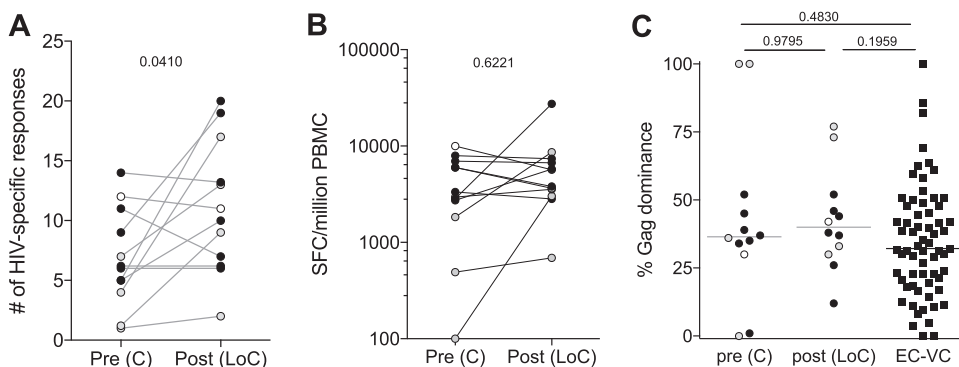 A
# of HIV-specific responses
25
20
15
10
5
0
0.0410
Pre (C) Post (LoC)
B
SFC/million PBMC
100000
10000
1000
100
0.6221
Pre (C) Post (LoC)
C
% Gag dominance
0.4830
0.9795 0.1959
100
75
50
25
0
pre (C) post (LoC) EC-VC